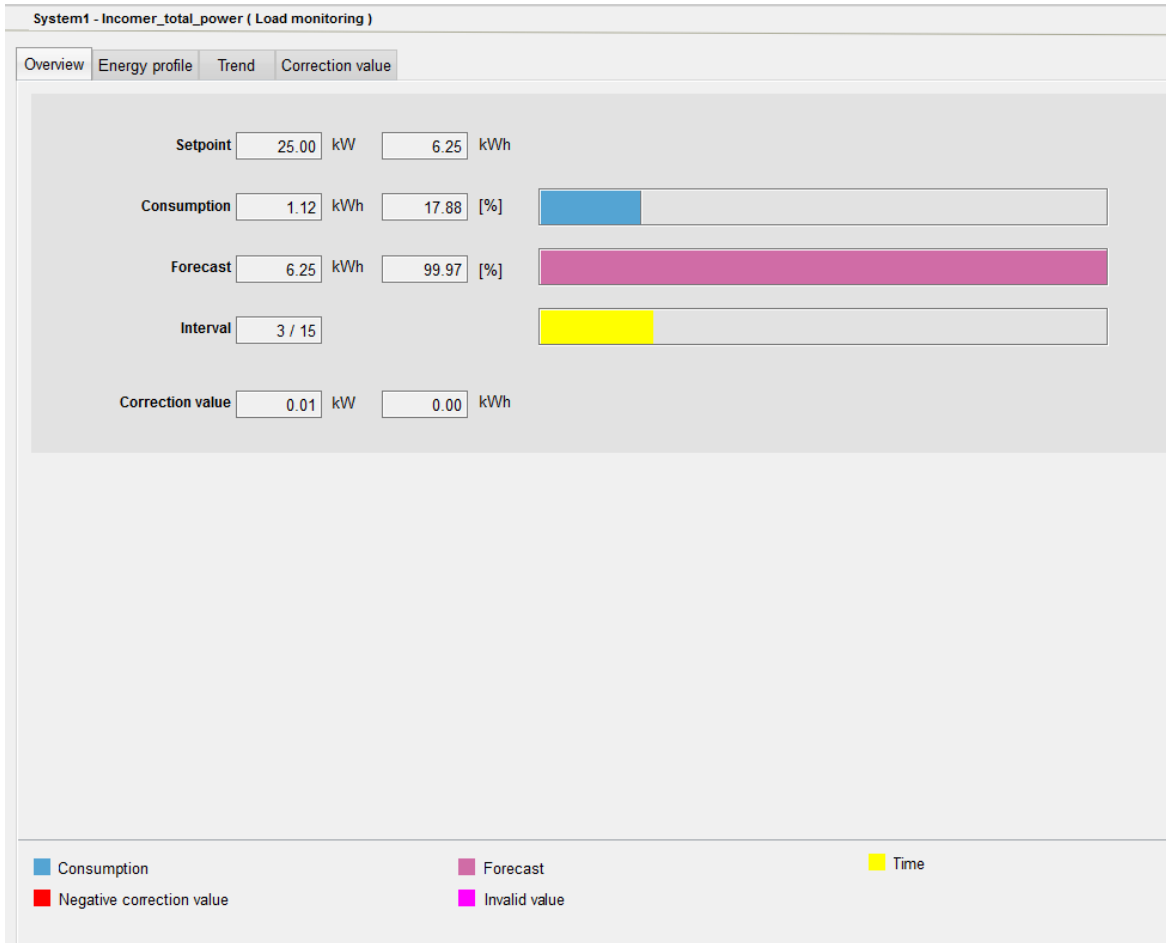 System1 - Incomer_total_power ( Load monitoring )
Overview Energy profile Trend Correction value
Setpoint 25.00 kW 6.25 kWh
Consumption 1.12 kWh 17.88 [%]
Forecast 6.25 kWh 99.97 [%]
Interval 3 / 15
Correction value 0.01 kW 0.00 kWh
Consumption Forecast Time
Negative correction value Invalid value